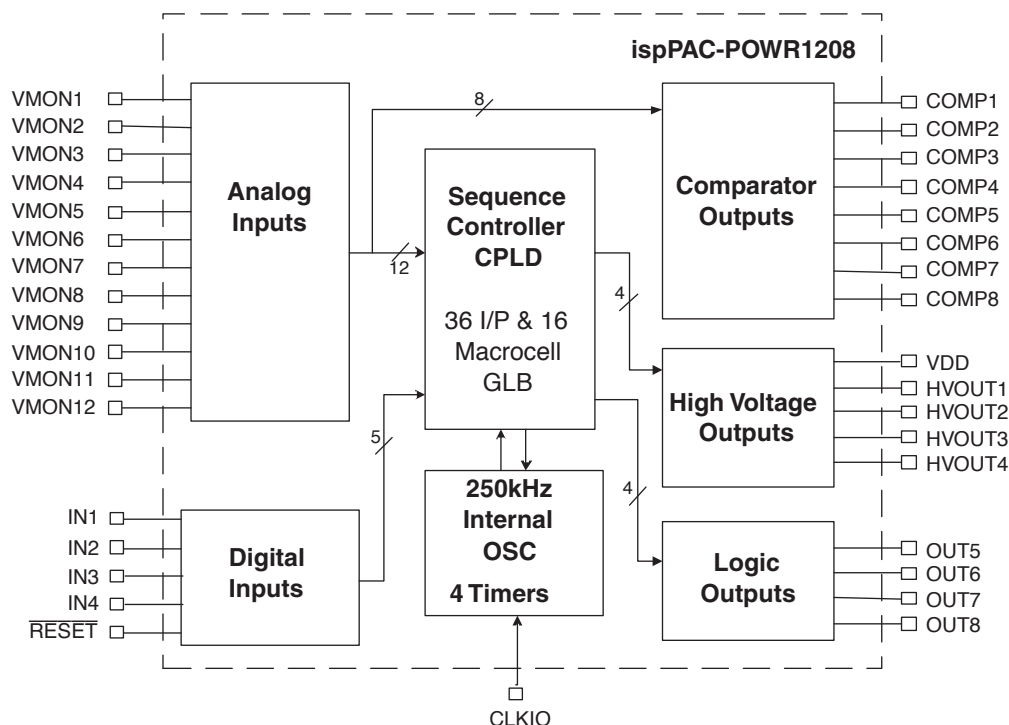 ispPAC-POWR1208
VMON1
VMON2
VMON3
VMON4
VMON5
VMON6
VMON7
VMON8
VMON9
VMON10
VMON11
VMON12
Analog
Inputs
8
12
Sequence
Controller
CPLD
36 I/P & 16
Macrocell
GLB
Comparator
Outputs
COMP1
COMP2
COMP3
COMP4
COMP5
COMP6
COMP7
COMP8
4
High Voltage
Outputs
VDD
HVOUT1
HVOUT2
HVOUT3
HVOUT4
5
IN1
IN2
IN3
IN4
RESET
Digital
Inputs
250kHz
Internal
OSC
4 Timers
4
Logic
Outputs
OUT5
OUT6
OUT7
OUT8
CLKIO